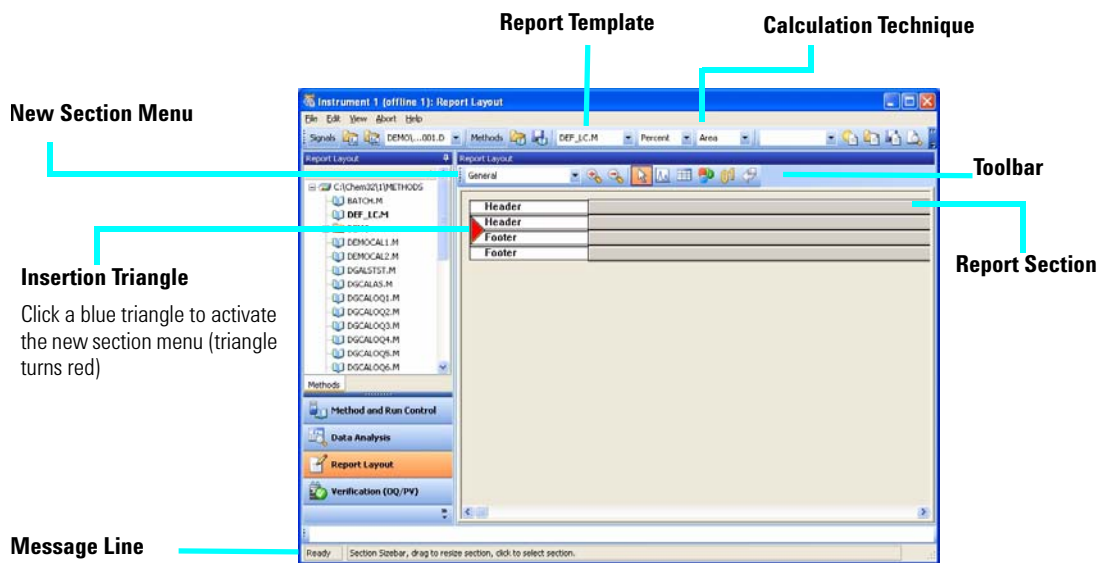 Report Template
Calculation Technique
New Section Menu
Instrument 1 (offline 1): Report Layout
File Edit View Abort Help
Signals DEMO\...001.D Methods DEF_LC.M Percent Area
Report Layout
Report Layout
General
Toolbar
C:\Chem32\1\METHODS
BATCH.M
DEF_LC.M
DEMOCAL1.M
DEMOCAL2.M
DGALSTST.M
DGCALAS.M
DGCALOQ1.M
DGCALOQ2.M
DGCALOQ3.M
DGCALOQ4.M
DGCALOQ5.M
DGCALOQ6.M
Header
Header
Footer
Footer
Report Section
Insertion Triangle
Click a blue triangle to activate
the new section menu (triangle
turns red)
Methods
Method and Run Control
Data Analysis
Report Layout
Verification (OQ/PV)
Message Line
Ready Section Sizebar, drag to resize section, click to select section.